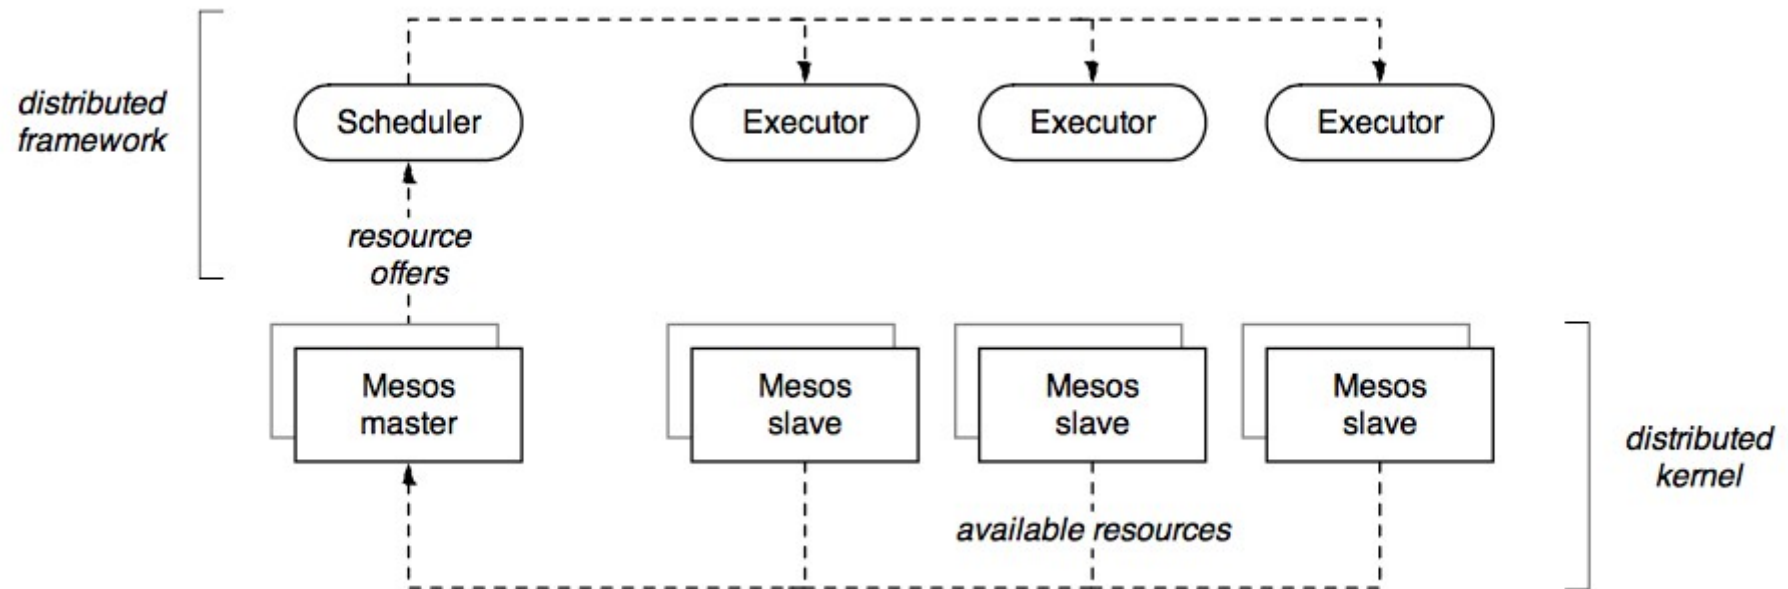 distributed
framework
Scheduler
Executor
Executor
Executor
resource
offers
Mesos
master
Mesos
slave
Mesos
slave
Mesos
slave
distributed
kernel
available resources